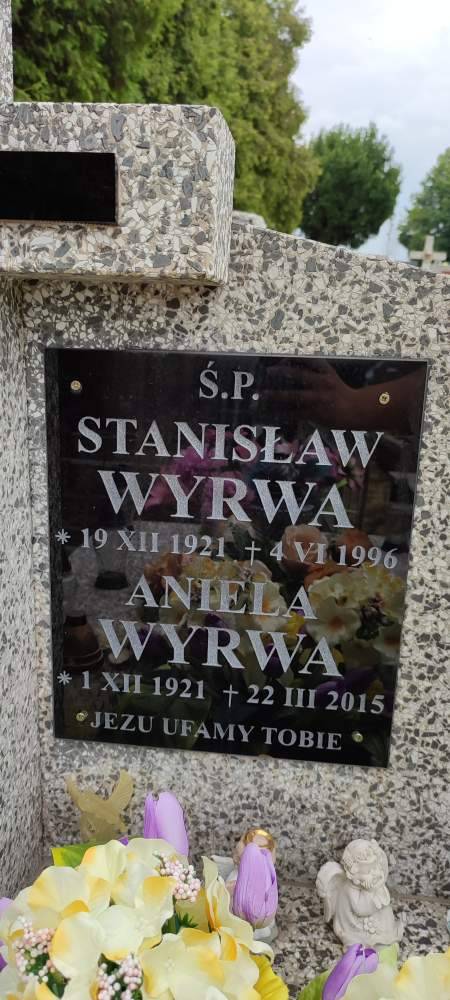 Ś.P.
STANISŁAW
WYRWA
* 19 XII 1921 † 4 VI 1996
ANIELA
WYRWA
* 1 XII 1921 † 22 III 2015
JEZU UFAMY TOBIE